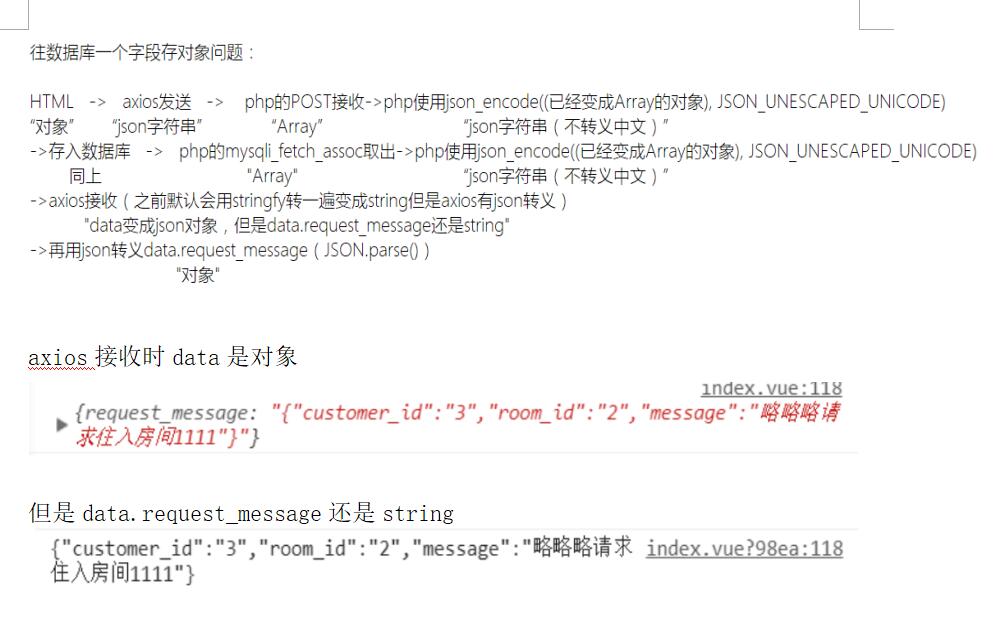 往数据库一个字段存对象问题：
HTML -> axios发送 -> php的POST接收->php使用json_encode((已经变成Array的对象), JSON_UNESCAPED_UNICODE)
“对象” “json字符串” “Array” “json字符串（不转义中文）”
->存入数据库 -> php的mysqli_fetch_assoc取出->php使用json_encode((已经变成Array的对象), JSON_UNESCAPED_UNICODE)
同上 "Array" “json字符串（不转义中文）”
->axios接收（之前默认会用stringfy转一遍变成string但是axios有json转义）
"data变成json对象，但是data.request_message还是string"
->再用json转义data.request_message（JSON.parse()）
"对象"
axios 接收时 data 是对象
index.vue:118
{request_message: "{"customer_id":"3","room_id":"2","message":"略略略请
求住入房间1111"}"}
但是 data.request_message 还是 string
{"customer_id":"3","room_id":"2","message":"略略略请求 index.vue?98ea:118
住入房间1111"}